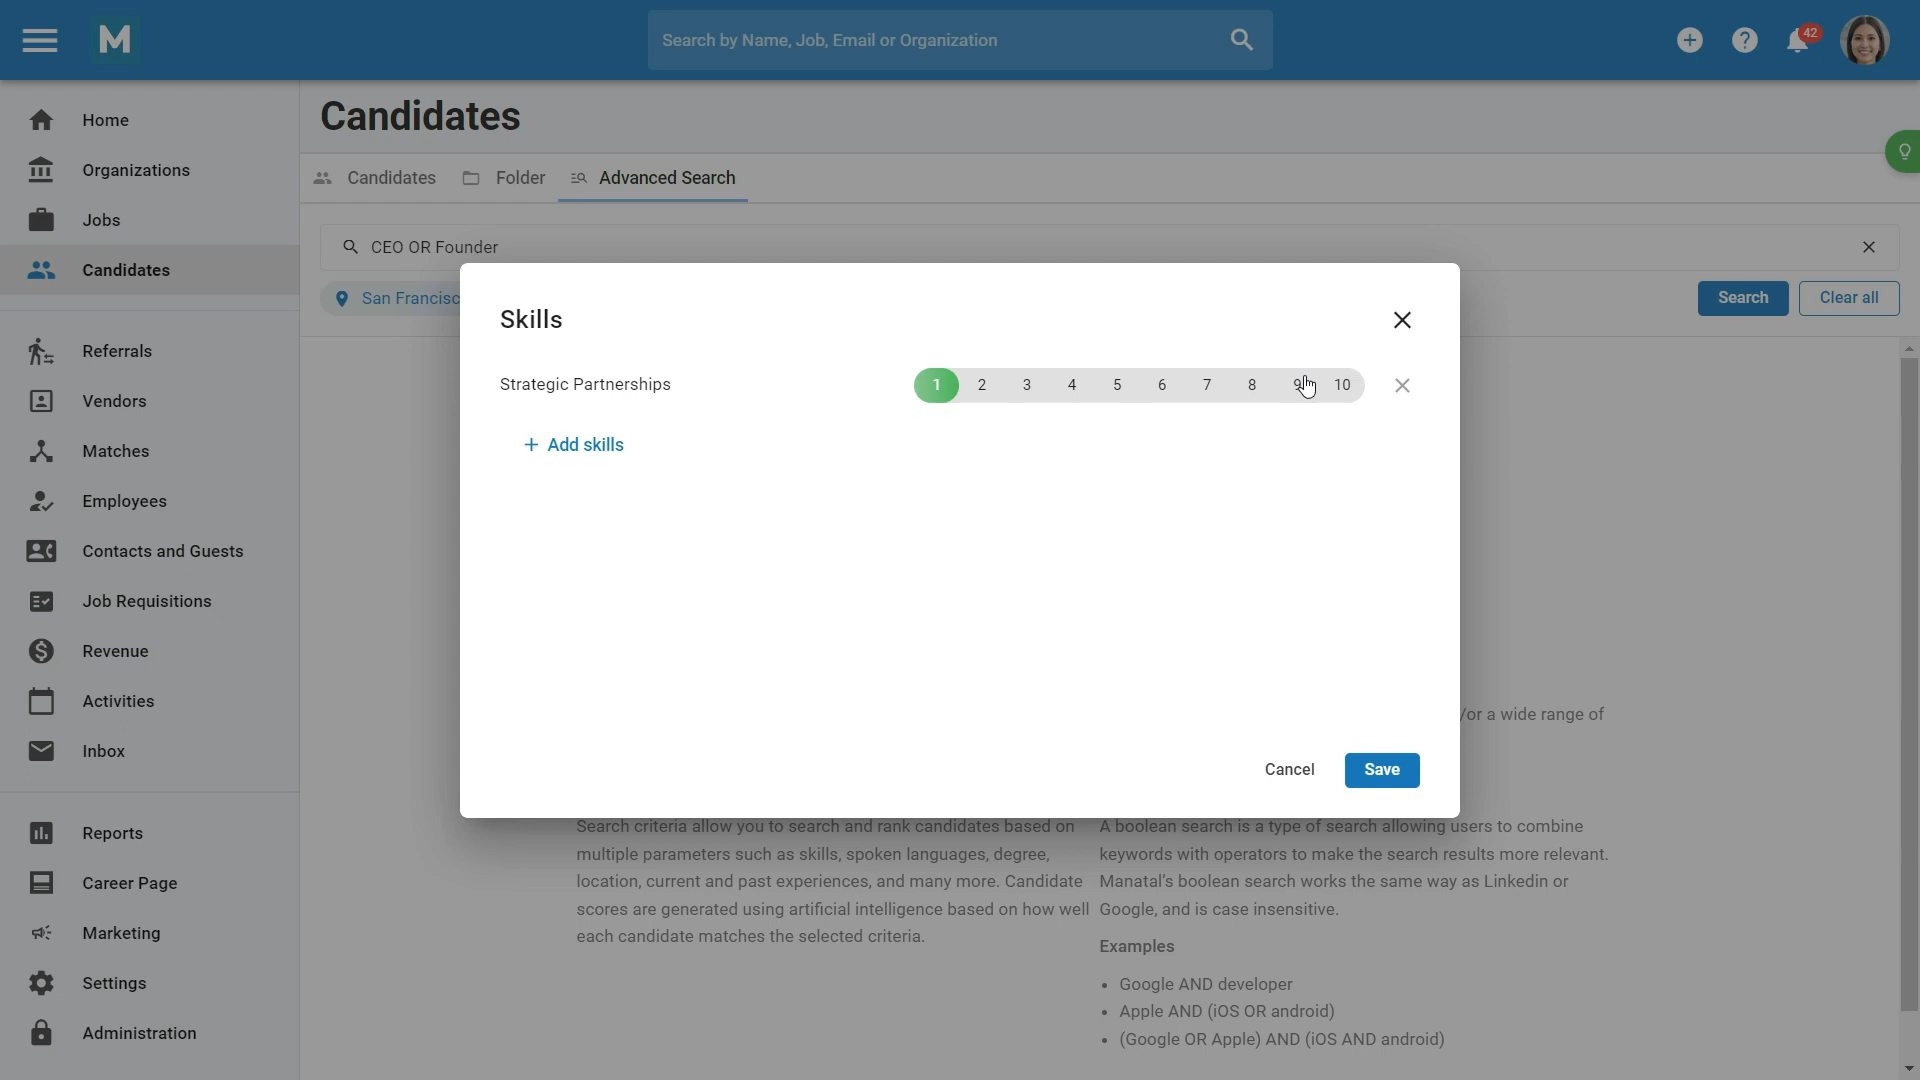 M
Search by Name, Job, Email or Organization
42
Home
Organizations
Jobs
Candidates
Referrals
Vendors
Matches
Employees
Contacts and Guests
Job Requisitions
Revenue
Activities
Inbox
Reports
Career Page
Marketing
Settings
Administration
Candidates
Candidates
Folder
Advanced Search
CEO OR Founder
San Francisc
Search
Clear all
Skills
Strategic Partnerships
1 2 3 4 5 6 7 8 9 10
+ Add skills
Cancel
Save
/or a wide range of
Search criteria allow you to search and rank candidates based on
multiple parameters such as skills, spoken languages, degree,
location, current and past experiences, and many more. Candidate
scores are generated using artificial intelligence based on how well
each candidate matches the selected criteria.
A boolean search is a type of search allowing users to combine
keywords with operators to make the search results more relevant.
Manatal's boolean search works the same way as Linkedin or
Google, and is case insensitive.
Examples
• Google AND developer
• Apple AND (iOS OR android)
• (Google OR Apple) AND (iOS AND android)